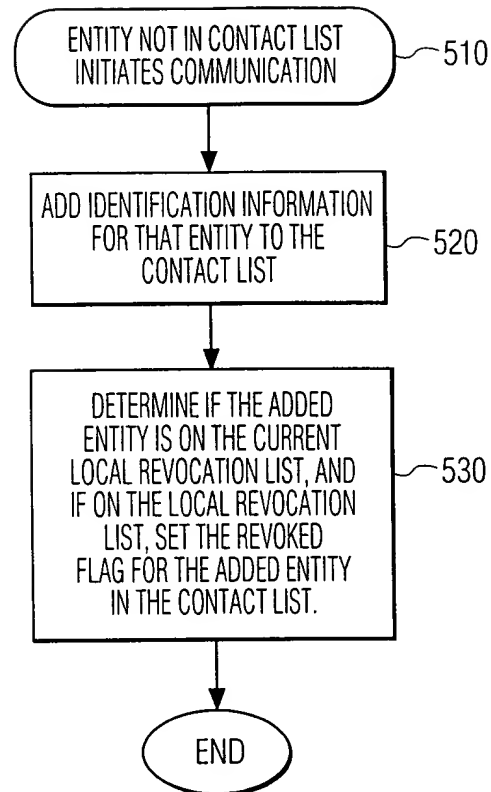 ENTITY NOT IN CONTACT LIST
INITIATES COMMUNICATION
510
ADD IDENTIFICATION INFORMATION
FOR THAT ENTITY TO THE
CONTACT LIST
520
DETERMINE IF THE ADDED
ENTITY IS ON THE CURRENT
LOCAL REVOCATION LIST, AND
IF ON THE LOCAL REVOCATION
LIST, SET THE REVOKED
FLAG FOR THE ADDED ENTITY
IN THE CONTACT LIST.
530
END